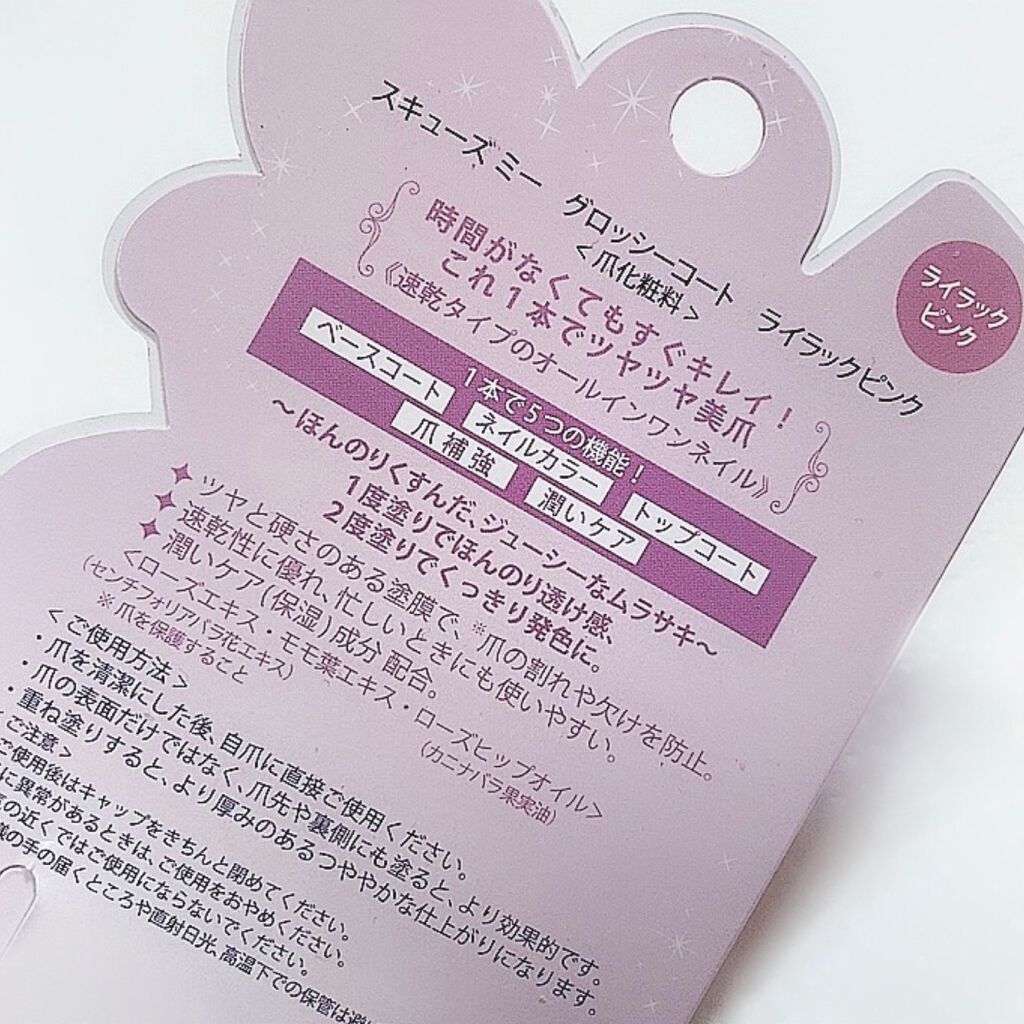 スキューズミー グロッシーコート ライラックピンク
<爪化粧料>
ライラック
ピンク
時間がなくてもすぐキレイ!
これ1本でツヤツヤ美爪
《速乾タイプのオールインワンネイル》
1本で5つの機能!
ベースコート ネイルカラー トップコート
爪補強 潤いケア
～ほんのりくすんだ、ジューシーなムラサキ～
1度塗りでほんのり透け感、
2度塗りでくっきり発色に。
ツヤと硬さのある塗膜で、※爪の割れや欠けを防止。
速乾性に優れ、忙しいときにも使いやすい。
潤いケア(保湿)成分 配合。
<ローズエキス・モモ葉エキス・ローズヒップオイル>
(センチフォリアバラ花エキス) (カニナバラ果実油)
※爪を保護すること
<ご使用方法>
・爪を清潔にした後、自爪に直接ご使用ください。
・爪の表面だけではなく、爪先や裏側にも塗ると、より効果的です。
・重ね塗りすると、より厚みのあるつややかな仕上がりになります。
ご注意>
ご使用後はキャップをきちんと閉めてください。
に異常があるときは、ご使用をおやめください。
の近くではご使用にならないでください。
の手の届くところや直射日光、高温下での保管は